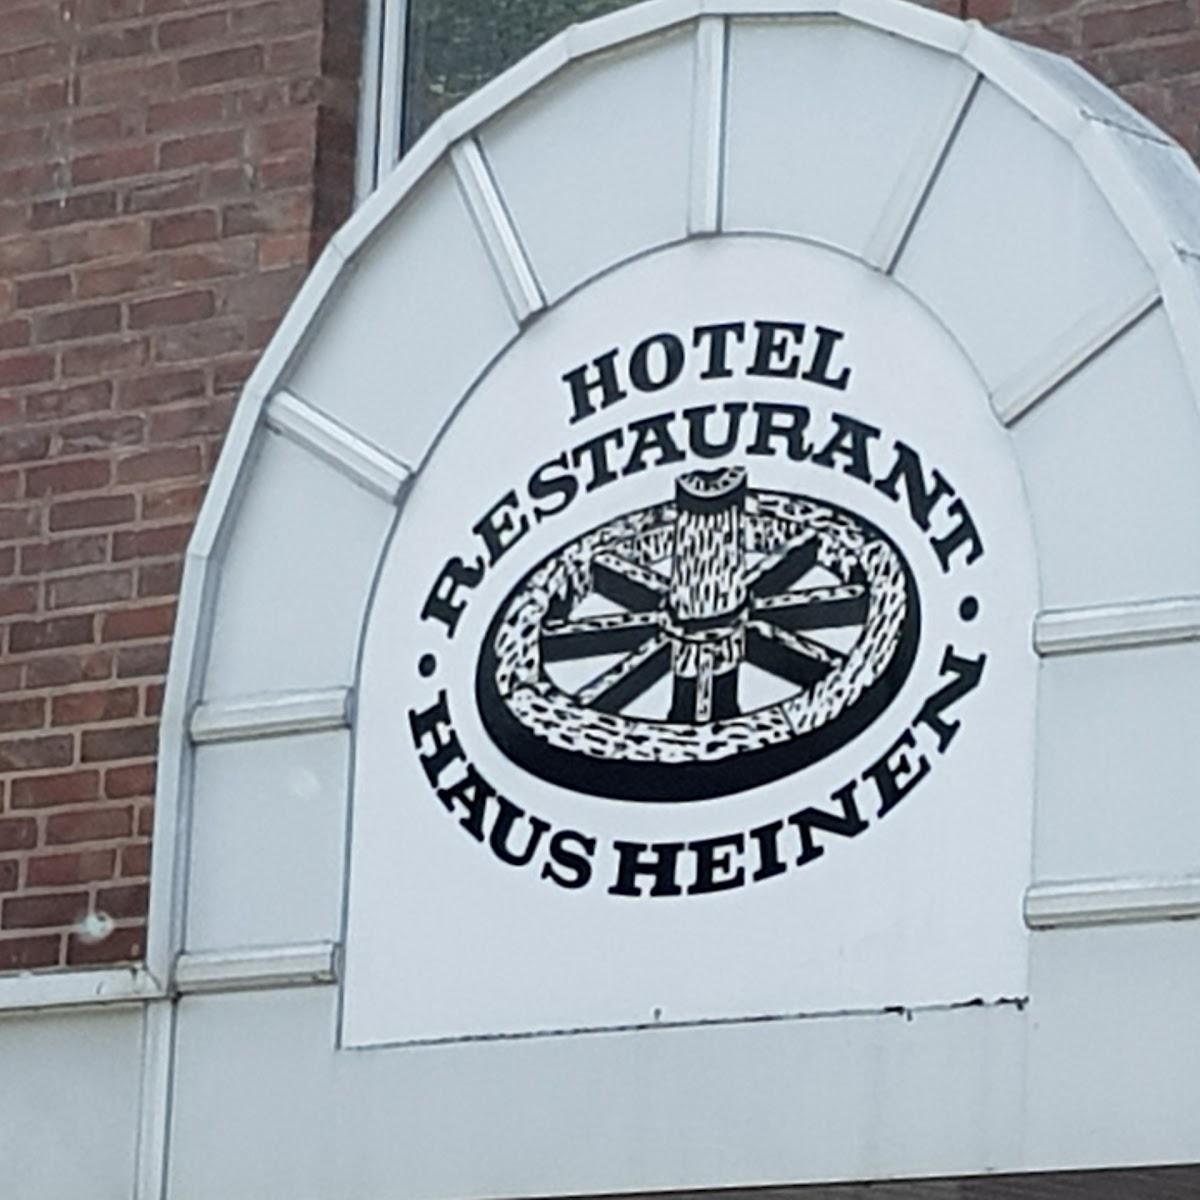 HOTEL
RESTAURANT
• HAUS HEINEN •